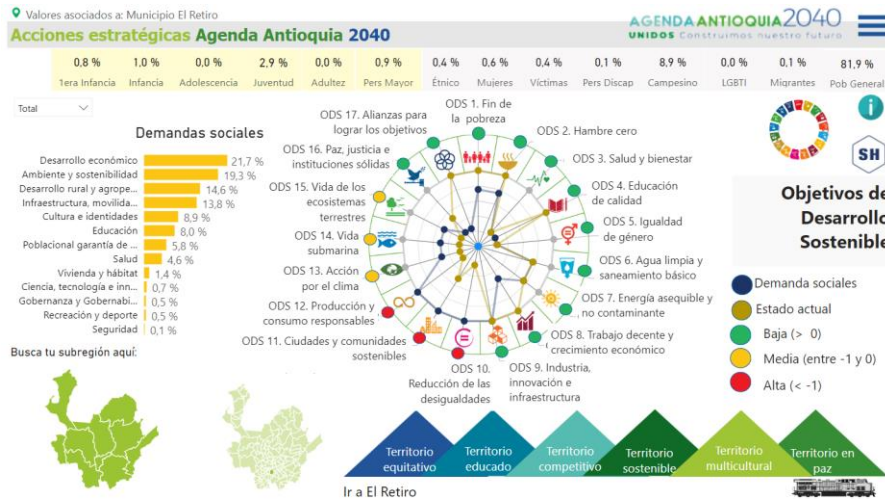 Valores asociados a: Municipio El Retiro
Acciones estratégicas Agenda Antioquia 2040
AGENDA ANTIOQUIA 2040
UNIDOS Construimos nuestro futuro
0,8 % 1,0 % 0,0 % 2,9 % 0,0 % 0,9 % 0,4 % 0,6 % 0,4 % 0,1 % 8,9 % 0,0 % 0,1 % 81,9 %
1era Infancia Infancia Adolescencia Juventud Adultez Pers Mayor Étnico Mujeres Víctimas Pers Discap Campesino LGBTI Migrantes Pob General
Total
Demandas sociales
Desarrollo económico 21,7 %
Ambiente y sostenibilidad 19,3 %
Desarrollo rural y agrope... 14,6 %
Infraestructura, movilida... 13,8 %
Cultura e identidades 8,9 %
Educación 8,0 %
Poblacional garantía de ... 5,8 %
Salud 4,6 %
Vivienda y hábitat 1,4 %
Ciencia, tecnología e inn... 0,7 %
Gobernanza y Gobernabi... 0,5 %
Recreación y deporte 0,5 %
Seguridad 0,1 %
Busca tu subregión aquí:
ODS 1. Fin de
la pobreza
ODS 2. Hambre cero
ODS 3. Salud y bienestar
ODS 4. Educación
de calidad
ODS 5. Igualdad
de género
ODS 6. Agua limpia y
saneamiento básico
ODS 7. Energía asequible y
no contaminante
ODS 8. Trabajo decente y
crecimiento económico
ODS 9. Industria,
innovación e
infraestructura
ODS 10.
Reducción de las
desigualdades
ODS 11. Ciudades y comunidades
sostenibles
ODS 12. Producción y
consumo responsables
ODS 13. Acción
por el clima
ODS 14. Vida
submarina
ODS 15. Vida de los
ecosistemas
terrestres
ODS 16. Paz, justicia e
instituciones sólidas
ODS 17. Alianzas para
lograr los objetivos
i
SH
Objetivos de
Desarrollo
Sostenible
Demanda sociales
Estado actual
Baja (> 0)
Media (entre -1 y 0)
Alta (< -1)
Territorio
equitativo
Territorio
educado
Territorio
competitivo
Territorio
sostenible
Territorio
multicultural
Territorio en
paz
Ir a El Retiro